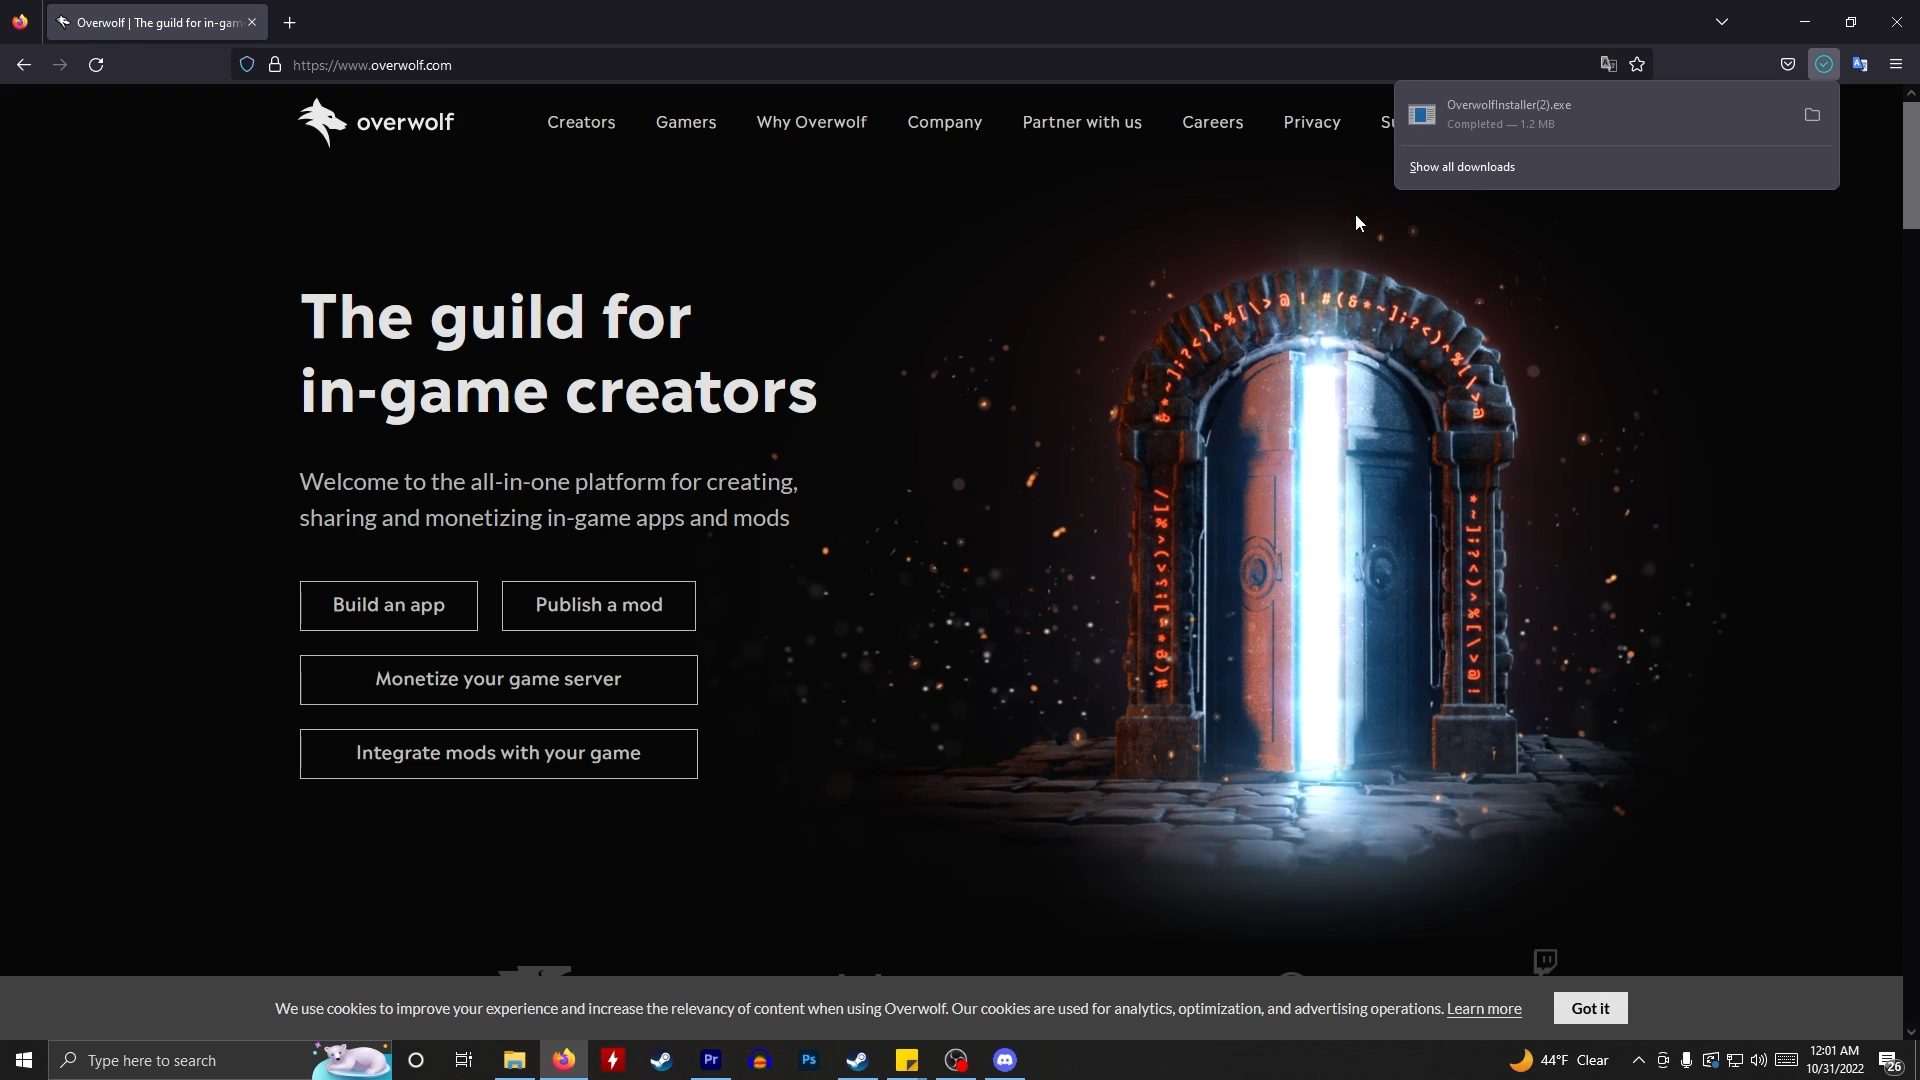 Overwolf | The guild for in-gam
https://www.overwolf.com
OverwolfInstaller(2).exe
Completed — 1.2 MB
Show all downloads
overwolf
Creators
Gamers
Why Overwolf
Company
Partner with us
Careers
Privacy
The guild for
in-game creators
Welcome to the all-in-one platform for creating,
sharing and monetizing in-game apps and mods
Build an app
Publish a mod
Monetize your game server
Integrate mods with your game
We use cookies to improve your experience and increase the relevancy of content when using Overwolf. Our cookies are used for analytics, optimization, and advertising operations. Learn more
Got it
Type here to search
Pr
Ps
44°F Clear
12:01 AM
10/31/2022
26